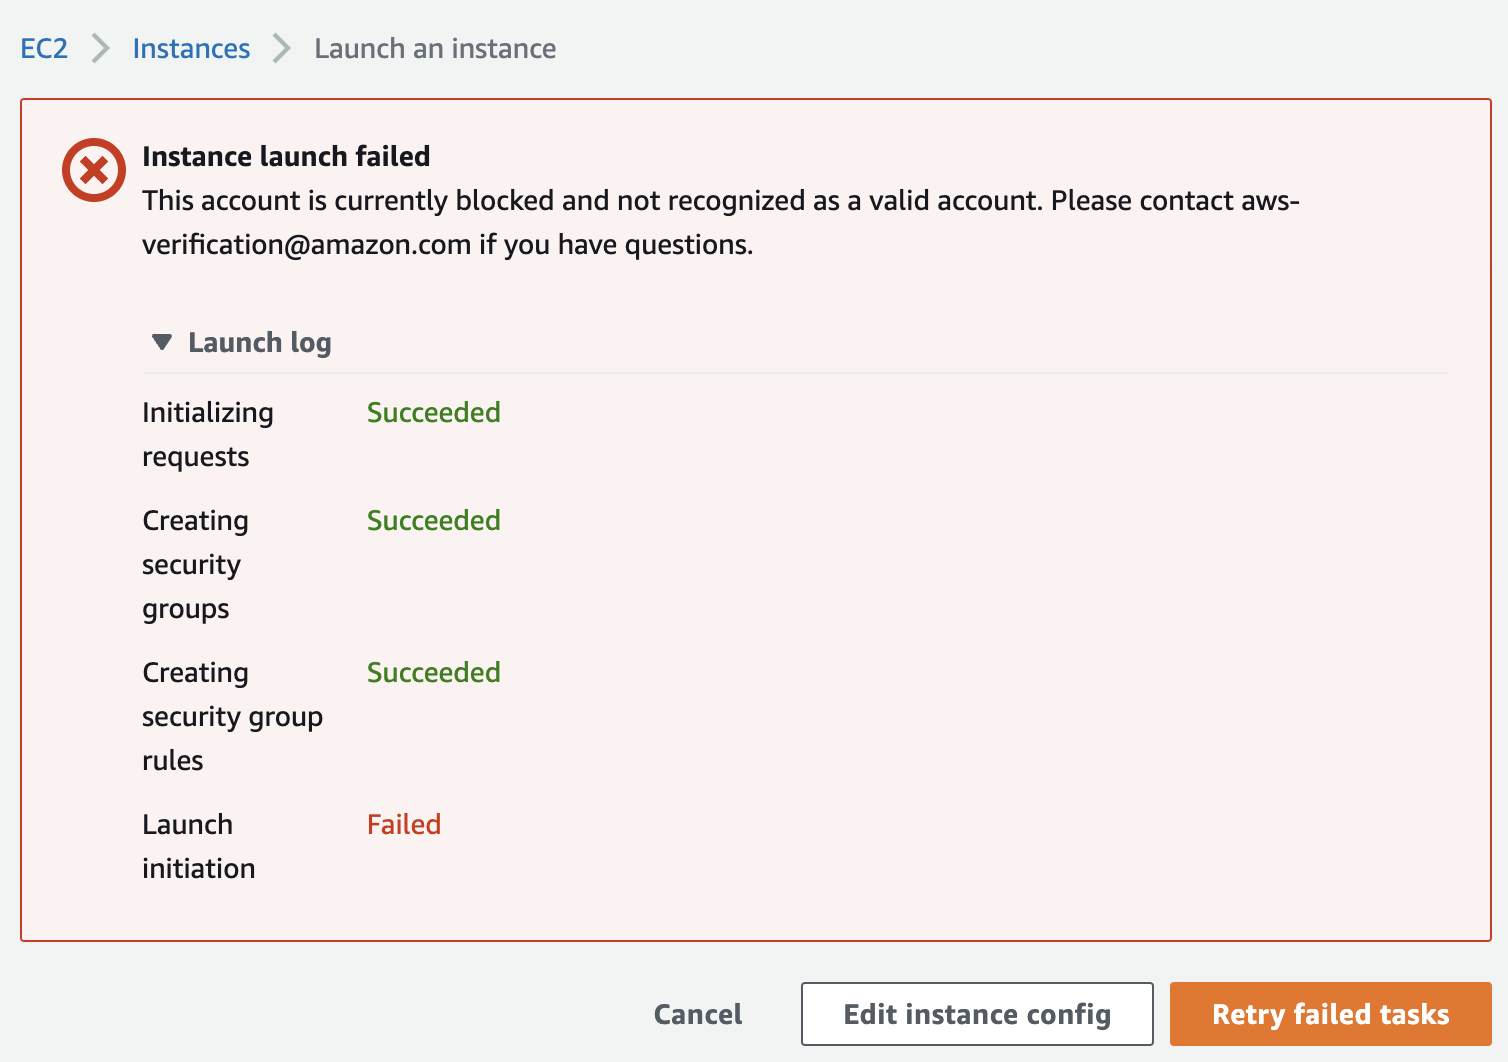 EC2 Instances Launch an instance
Instance launch failed
This account is currently blocked and not recognized as a valid account. Please contact aws-
verification@amazon.com if you have questions.
Launch log
Initializing Succeeded
requests
Creating Succeeded
security
groups
Creating Succeeded
security group
rules
Launch Failed
initiation
Cancel Edit instance config Retry failed tasks